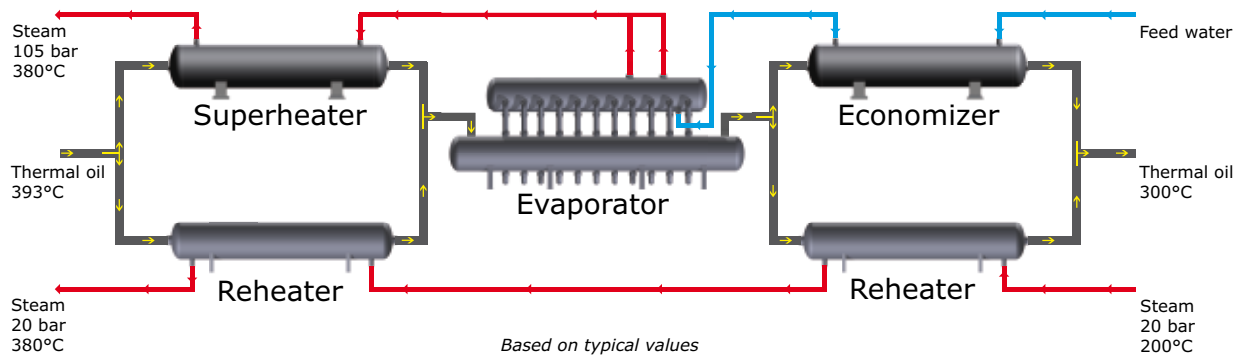 Steam
105 bar
380°C
Feed water
Superheater
Economizer
Thermal oil
393°C
Evaporator
Thermal oil
300°C
Reheater
Reheater
Steam
20 bar
380°C
Steam
20 bar
200°C
Based on typical values